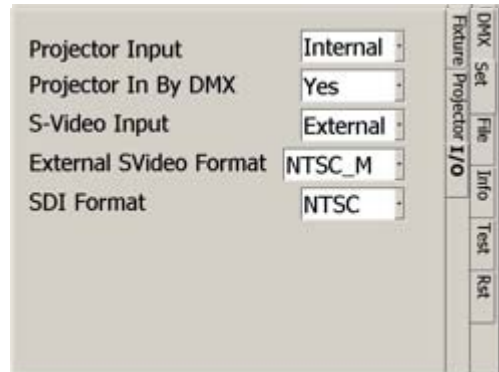 Projector Input Internal
Projector In By DMX Yes
S-Video Input External
External SVideo Format NTSC_M
SDI Format NTSC
Fixture Projector I/O
DMX Set File Info Test Rst